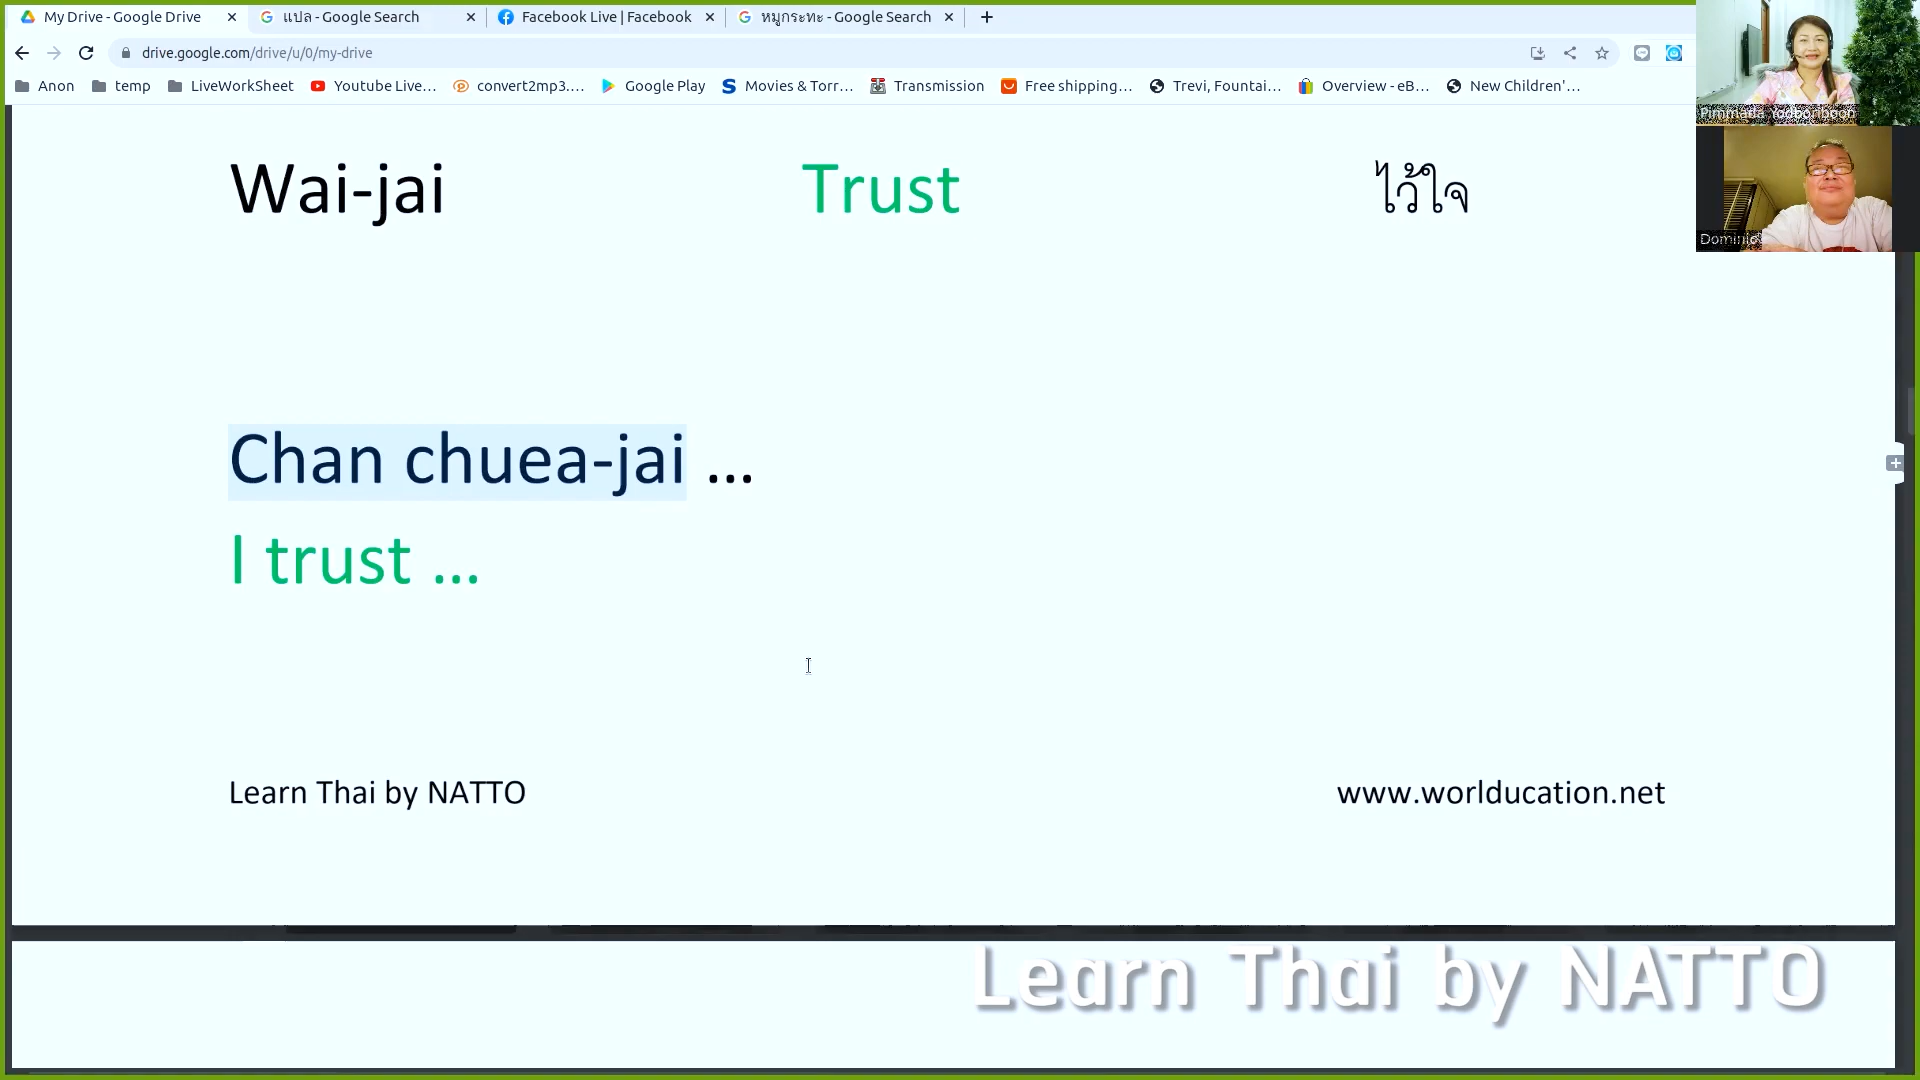 My Drive - Google Drive
แปล - Google Search
Facebook Live | Facebook
หมูกระทะ - Google Search
drive.google.com/drive/u/0/my-drive
Anon
temp
LiveWorkSheet
Youtube Live...
convert2mp3....
Google Play
Movies & Torr...
Transmission
Free shipping...
Trevi, Fountai...
Overview - eB...
New Children'...
Dominic
Wai-jai
Trust
ไว้ใจ
Chan chuea-jai ...
I trust ...
Learn Thai by NATTO
www.worlducation.net
Learn Thai by NATTO